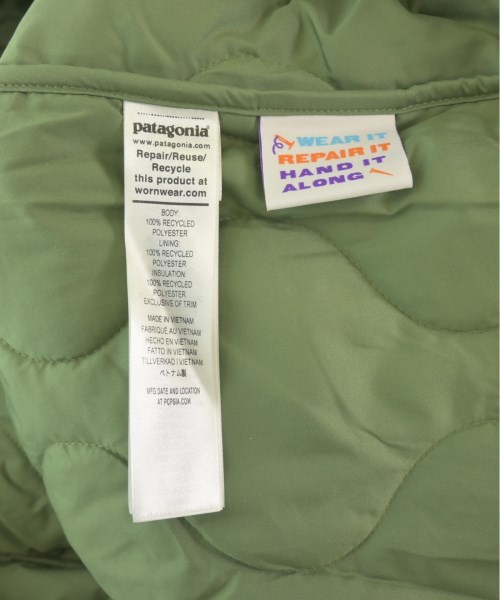 patagonia®
www.patagonia.com
Repair/Reuse/
Recycle
this product at
wornwear.com
BODY:
100% RECYCLED
POLYESTER
LINING:
100% RECYCLED
POLYESTER
INSULATION:
100% RECYCLED
POLYESTER
EXCLUSIVE OF TRIM
MADE IN VIETNAM
FABRIQUÉ AU VIETNAM
HECHO EN VIETNAM
FATTO IN VIETNAM
TILLVERKAD I VIETNAM
ベトナム製
MFG DATE AND LOCATION
AT PCPSIA.COM
WEAR IT
REPAIR IT
HAND IT
ALONG